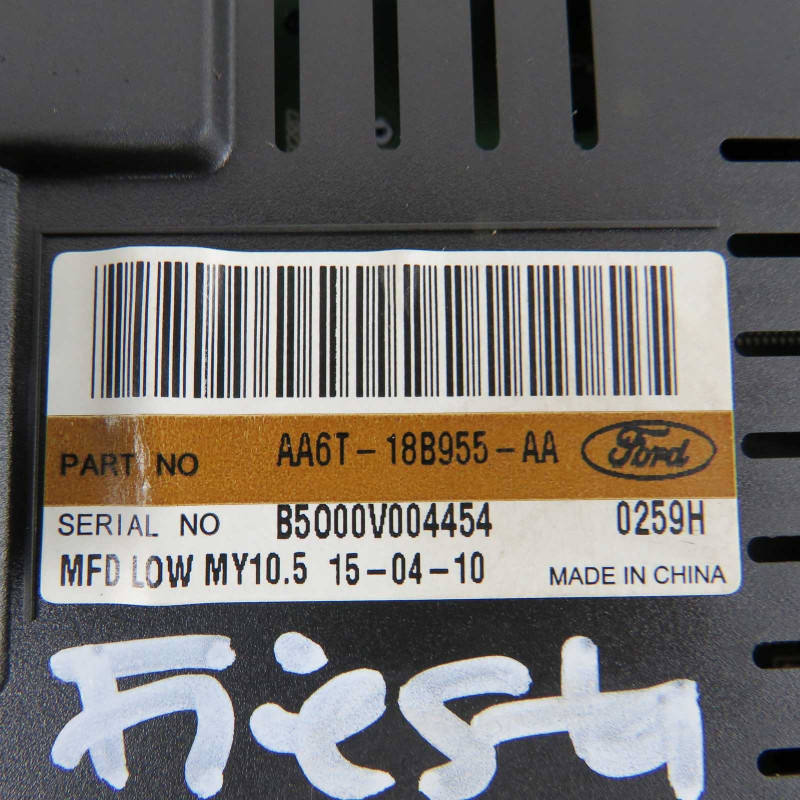 PART NO AA6T-18B955-AA Ford
SERIAL NO B5000V004454 0259H
MFD LOW MY10.5 15-04-10 MADE IN CHINA
Fiesta